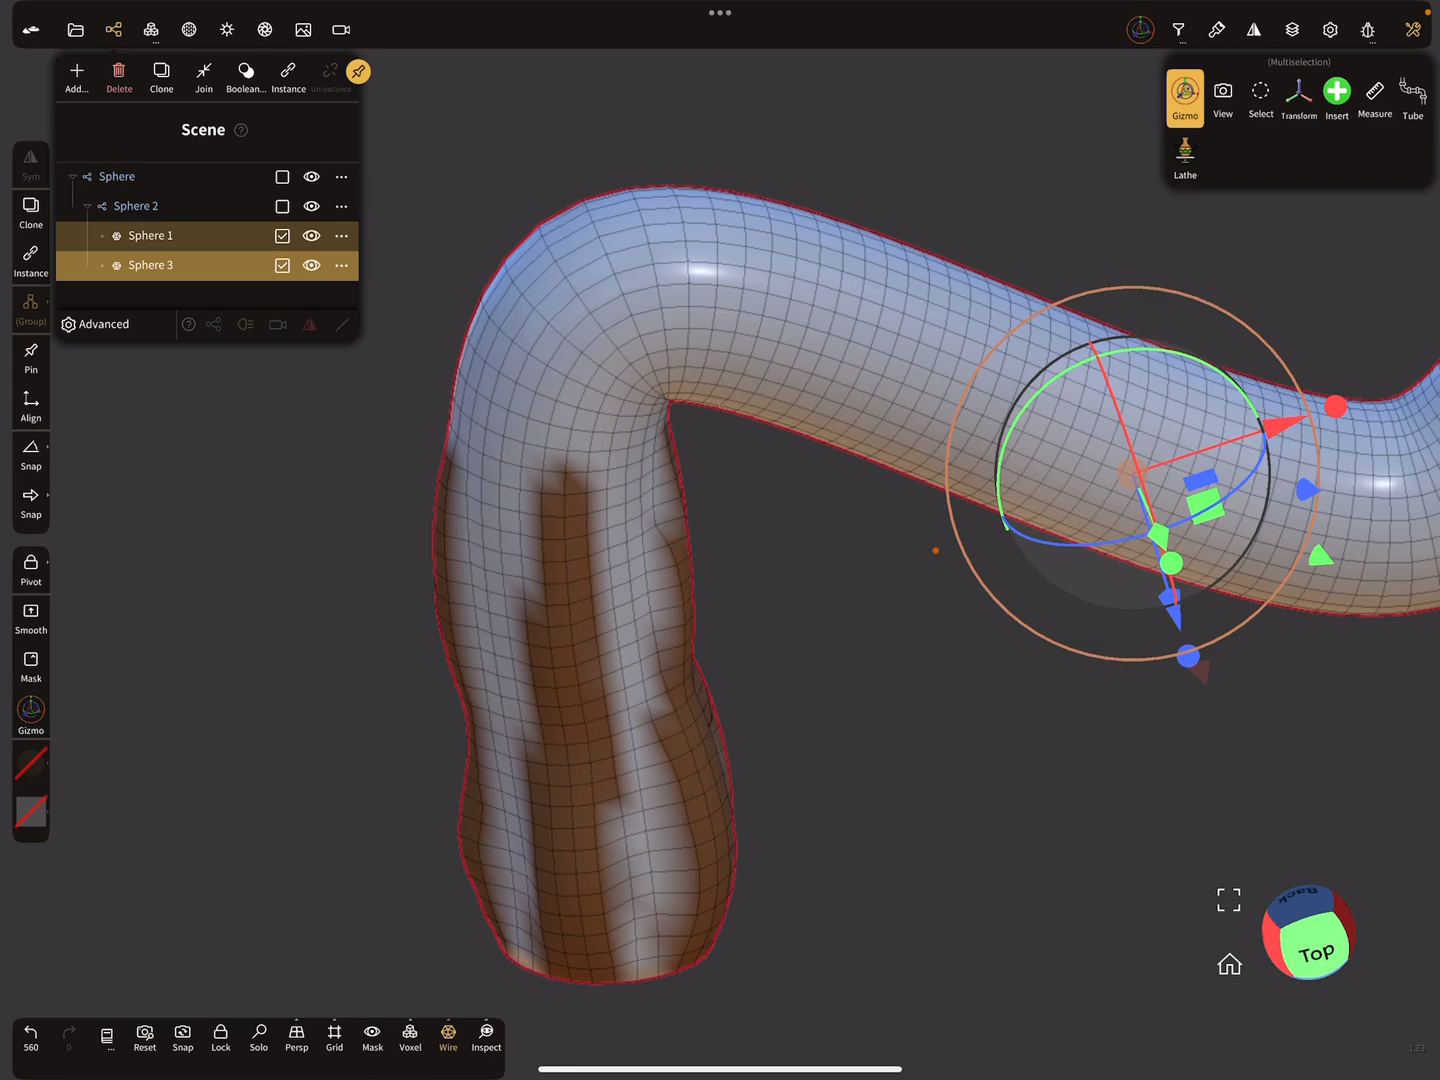 Add...
Delete
Clone
Join
Boolean...
Instance
Un-instance
Scene
Sphere
Sphere 2
Sphere 1
Sphere 3
Advanced
(Multiselection)
Gizmo
View
Select
Transform
Insert
Measure
Tube
Lathe
Sym
Clone
Instance
(Group)
Pin
Align
Snap
Snap
Pivot
Smooth
Mask
Gizmo
Back
Top
560
0
...
Reset
Snap
Lock
Solo
Persp
Grid
Mask
Voxel
Wire
Inspect
1.83